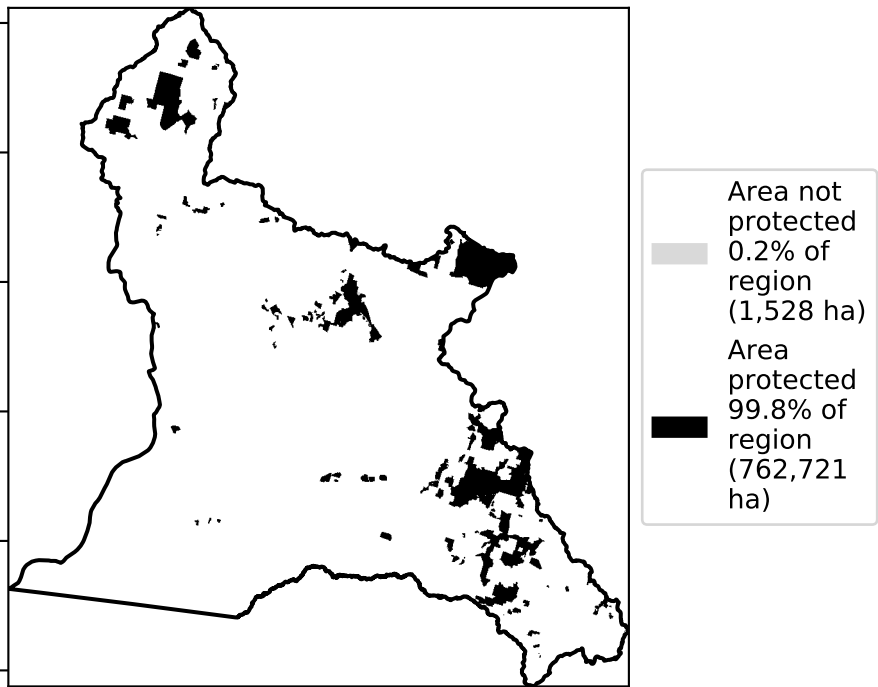 Area not
protected
0.2% of
region
(1,528 ha)
Area
protected
99.8% of
region
(762,721
ha)